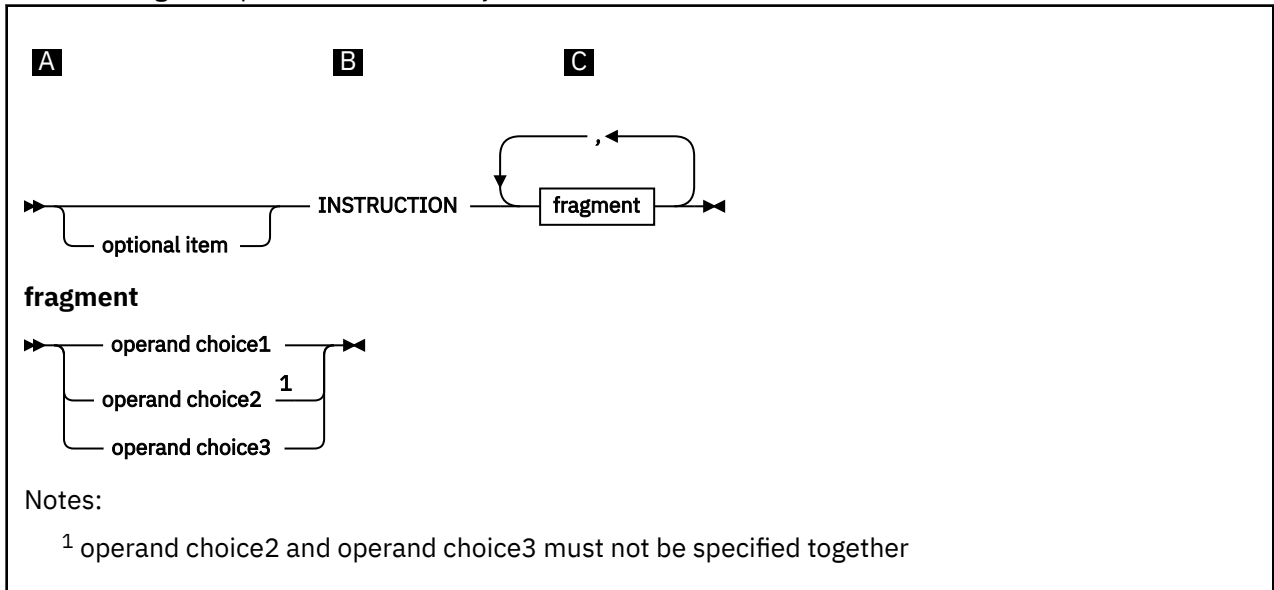 A B C
,
INSTRUCTION fragment
optional item
fragment
operand choice1
1
operand choice2
operand choice3
Notes:
1 operand choice2 and operand choice3 must not be specified together